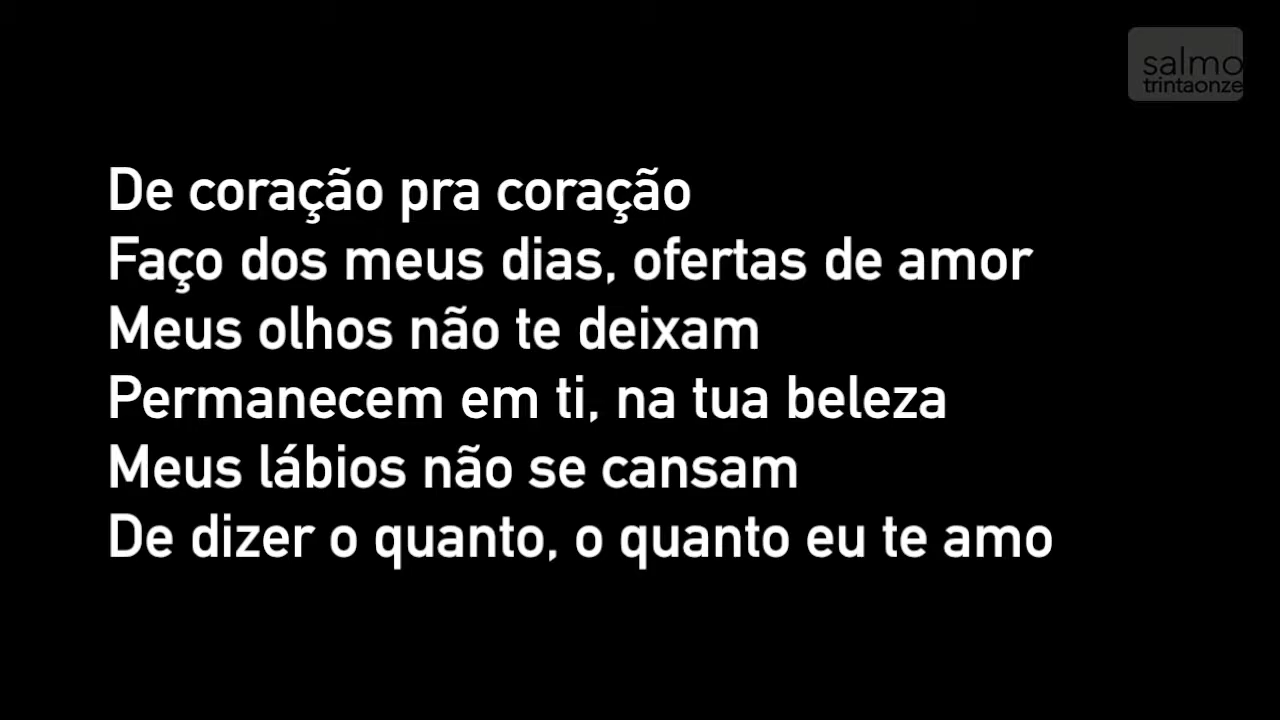 salmo
trintaonze
De coração pra coração
Faço dos meus dias, ofertas de amor
Meus olhos não te deixam
Permanecem em ti, na tua beleza
Meus lábios não se cansam
De dizer o quanto, o quanto eu te amo